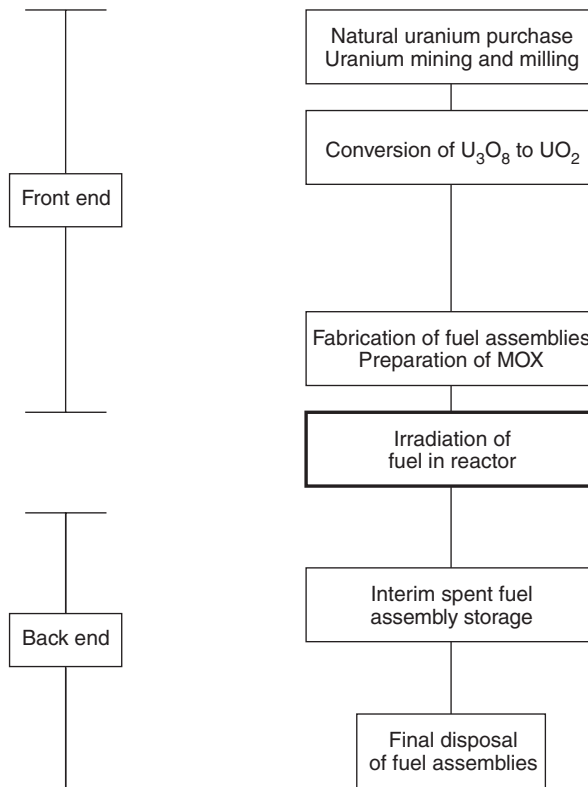 Natural uranium purchase
Uranium mining and milling
Conversion of U₃O₈ to UO₂
Front end
Fabrication of fuel assemblies
Preparation of MOX
Irradiation of
fuel in reactor
Interim spent fuel
assembly storage
Back end
Final disposal
of fuel assemblies